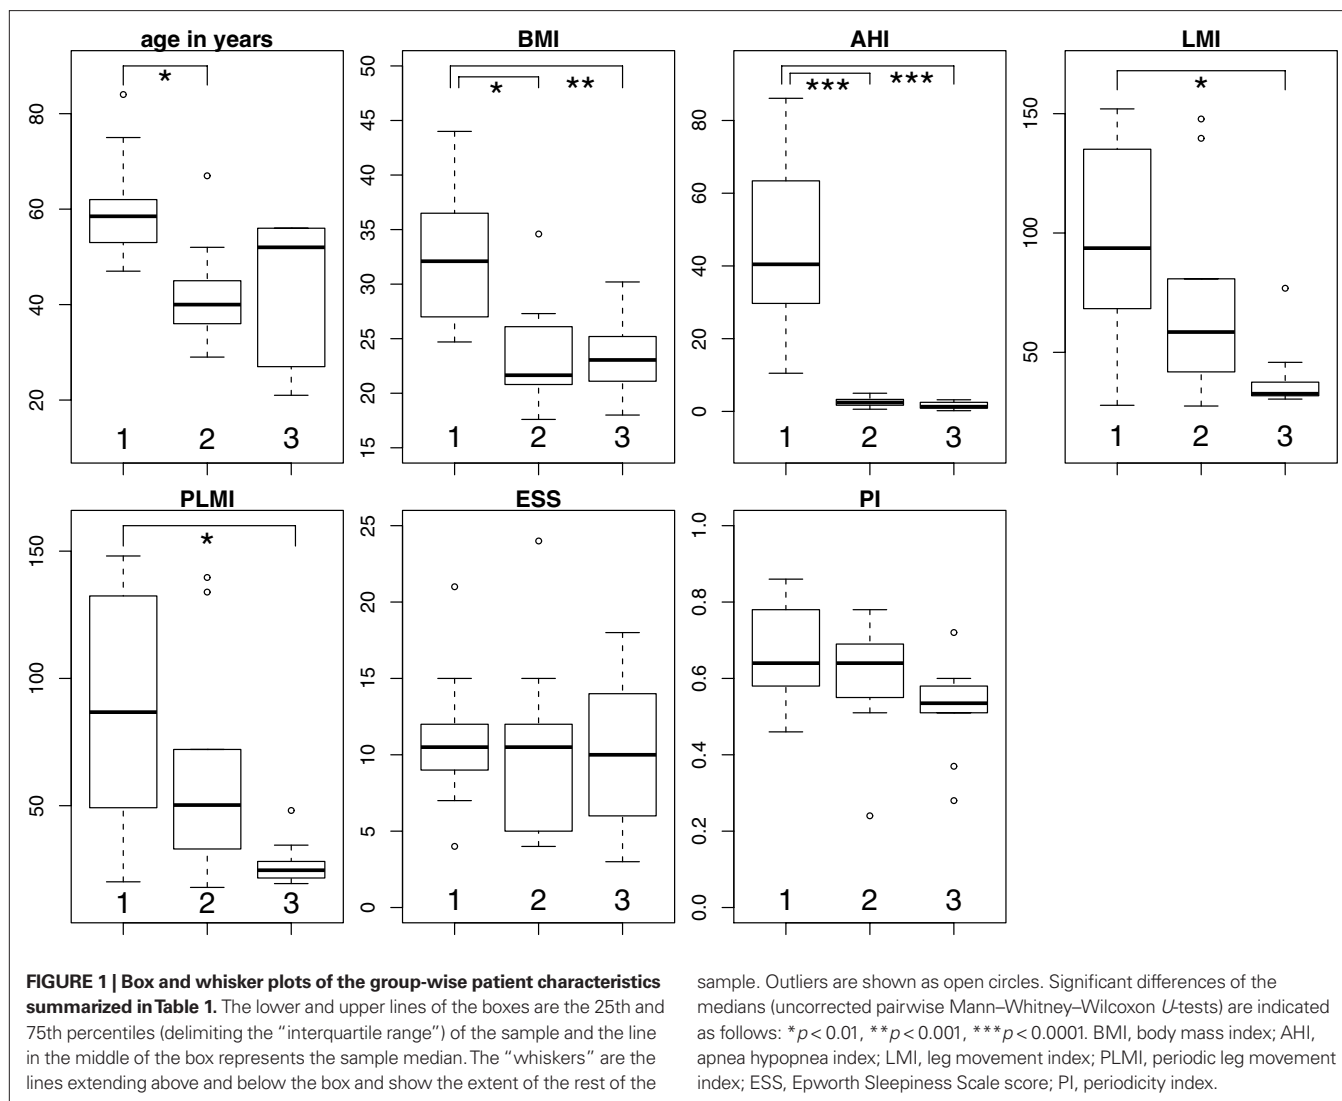 age in years
*
80
60
40
20
1 2 3
BMI
* **
50
45
40
35
30
25
20
15
1 2 3
AHI
*** ***
80
60
40
20
0
1 2 3
LMI
*
150
100
50
1 2 3
PLMI
*
150
100
50
1 2 3
ESS
25
20
15
10
5
0
1 2 3
PI
1.0
0.8
0.6
0.4
0.2
0.0
1 2 3
FIGURE 1 | Box and whisker plots of the group-wise patient characteristics
summarized in Table 1. The lower and upper lines of the boxes are the 25th and
75th percentiles (delimiting the “interquartile range”) of the sample and the line
in the middle of the box represents the sample median. The “whiskers” are the
lines extending above and below the box and show the extent of the rest of the
sample. Outliers are shown as open circles. Significant differences of the
medians (uncorrected pairwise Mann–Whitney–Wilcoxon U-tests) are indicated
as follows: *p < 0.01, **p < 0.001, ***p < 0.0001. BMI, body mass index; AHI,
apnea hypopnea index; LMI, leg movement index; PLMI, periodic leg movement
index; ESS, Epworth Sleepiness Scale score; PI, periodicity index.